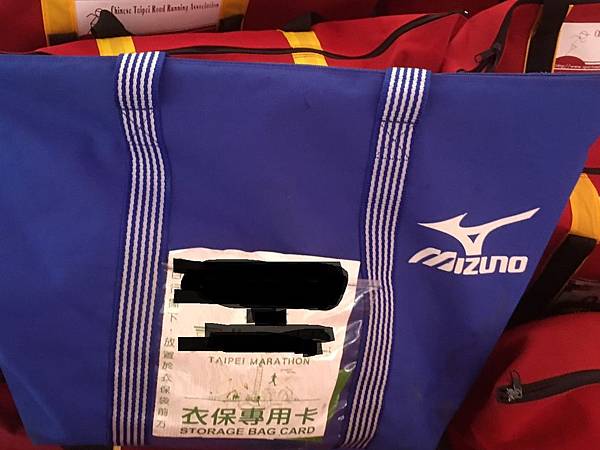 Chinese Taipei Road Running Association
MIZUNO
TAIPEI MARATHON
衣保專用卡
STORAGE BAG CARD
下，放置於衣保袋前方